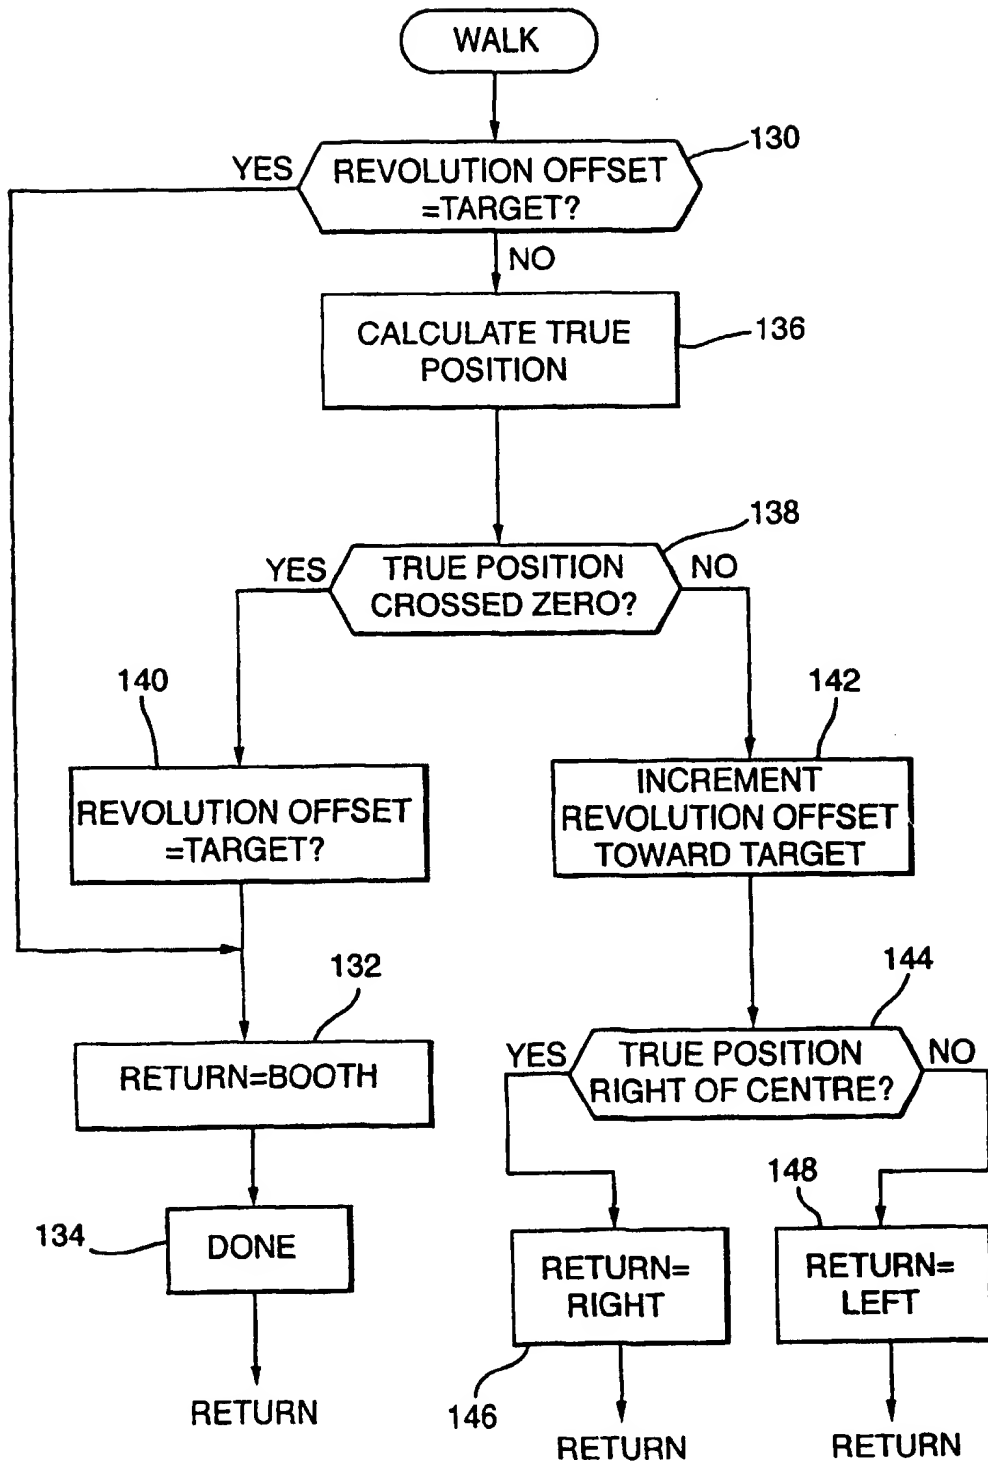 WALK
130
YES
REVOLUTION OFFSET
=TARGET?
NO
CALCULATE TRUE
POSITION
136
138
YES
TRUE POSITION
CROSSED ZERO?
NO
140
142
REVOLUTION OFFSET
=TARGET?
INCREMENT
REVOLUTION OFFSET
TOWARD TARGET
132
144
RETURN=BOOTH
YES
TRUE POSITION
RIGHT OF CENTRE?
NO
134
DONE
148
RETURN=
RIGHT
RETURN=
LEFT
RETURN
146
RETURN
RETURN